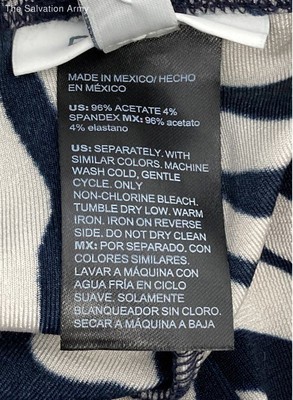 The Salvation Army
MADE IN MEXICO/HECHO
EN MÉXICO
US: 96% ACETATE 4%
SPANDEX MX: 96% acetato
4% elastano
US: SEPARATELY. WITH
SIMILAR COLORS. MACHINE
WASH COLD, GENTLE
CYCLE. ONLY
NON-CHLORINE BLEACH.
TUMBLE DRY LOW. WARM
IRON. IRON ON REVERSE
SIDE. DO NOT DRY CLEAN
MX: POR SEPARADO. CON
COLORES SIMILARES.
LAVAR A MÁQUINA CON
AGUA FRÍA EN CICLO
SUAVE. SOLAMENTE
BLANQUEADOR SIN CLORO.
SECAR A MÁQUINA A BAJA